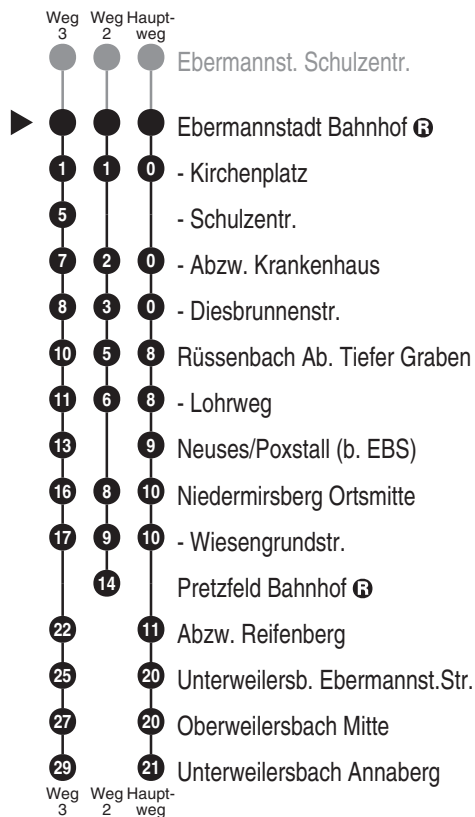 Weg Weg Haupt-
3 2 weg
Ebermannst. Schulzentr.
Ebermannstadt Bahnhof R
1 1 0 - Kirchenplatz
5 - Schulzentr.
7 2 0 - Abzw. Krankenhaus
8 3 0 - Diesbrunnenstr.
10 5 8 Rüssenbach Ab. Tiefer Graben
11 6 8 - Lohrweg
13 9 Neuses/Poxstall (b. EBS)
16 8 10 Niedermirsberg Ortsmitte
17 9 10 - Wiesengrundstr.
14 Pretzfeld Bahnhof R
22 11 Abzw. Reifenberg
25 20 Unterweilersb. Ebermannst.Str.
27 20 Oberweilersbach Mitte
29 21 Unterweilersbach Annaberg
Weg Weg Haupt-
3 2 weg